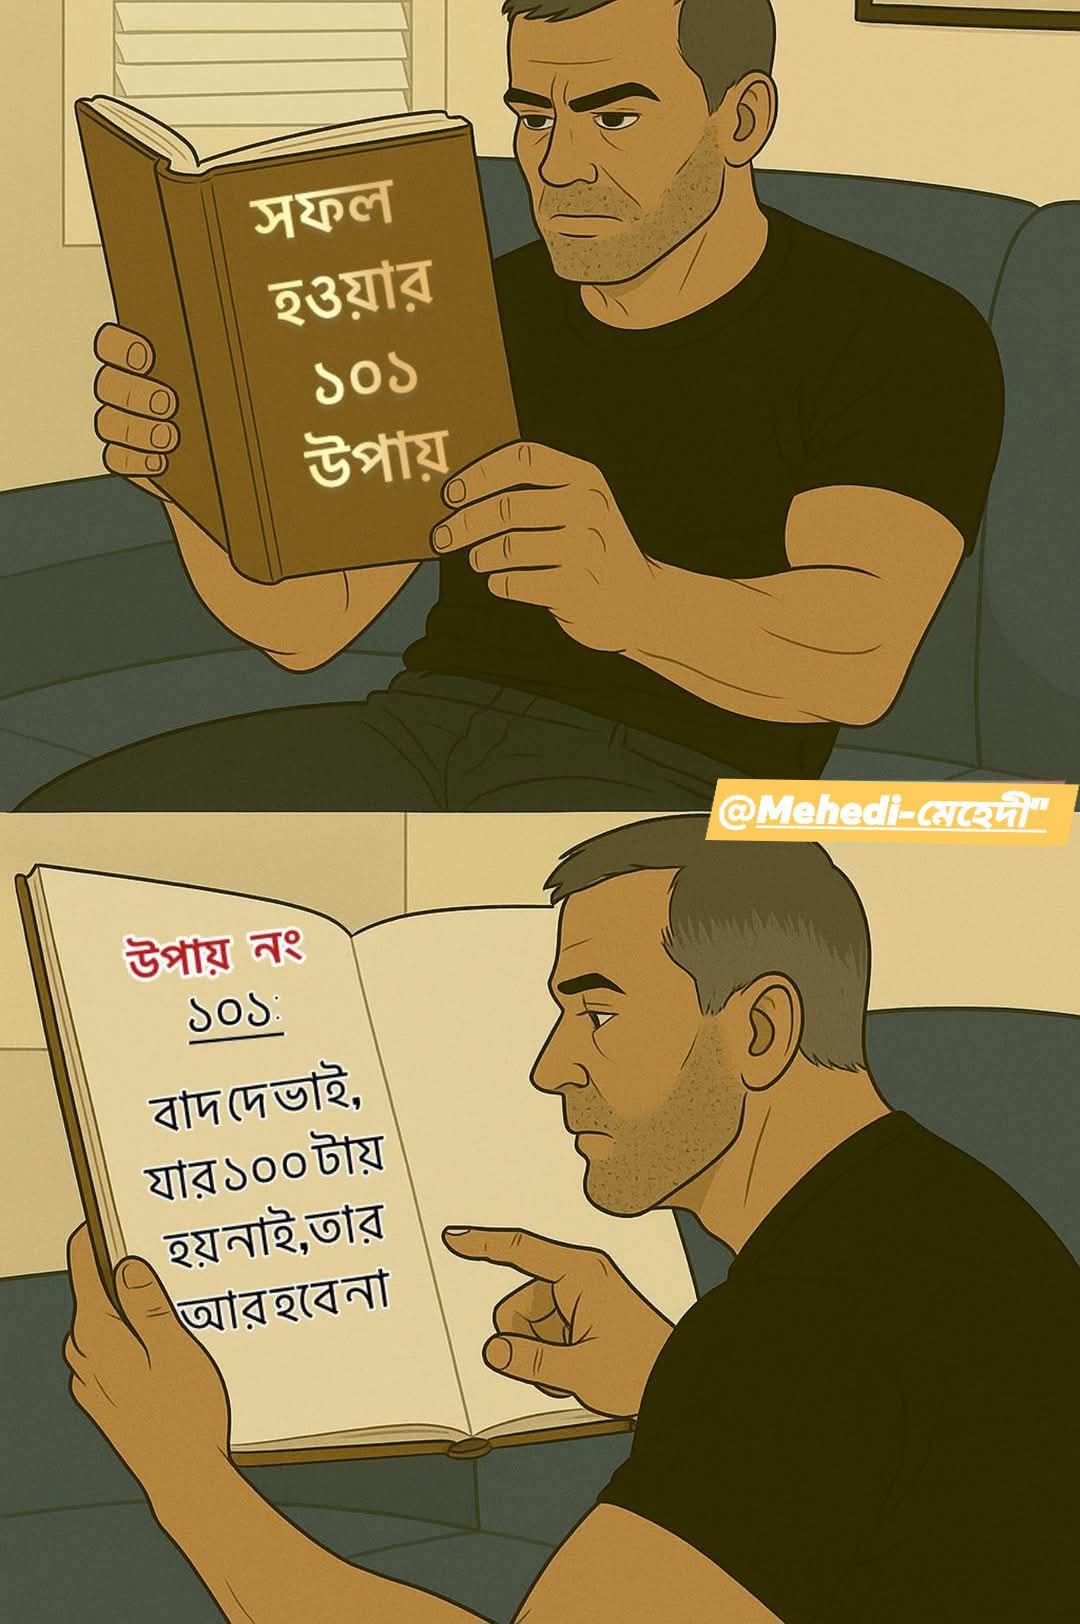 সফল
হওয়ার
১০১
উপায়
@Mehedi-মেহেদী"
উপায় নং
১০১:
বাদ দে ভাই,
যার ১০০ টায়
হয় নাই, তার
আর হবে না